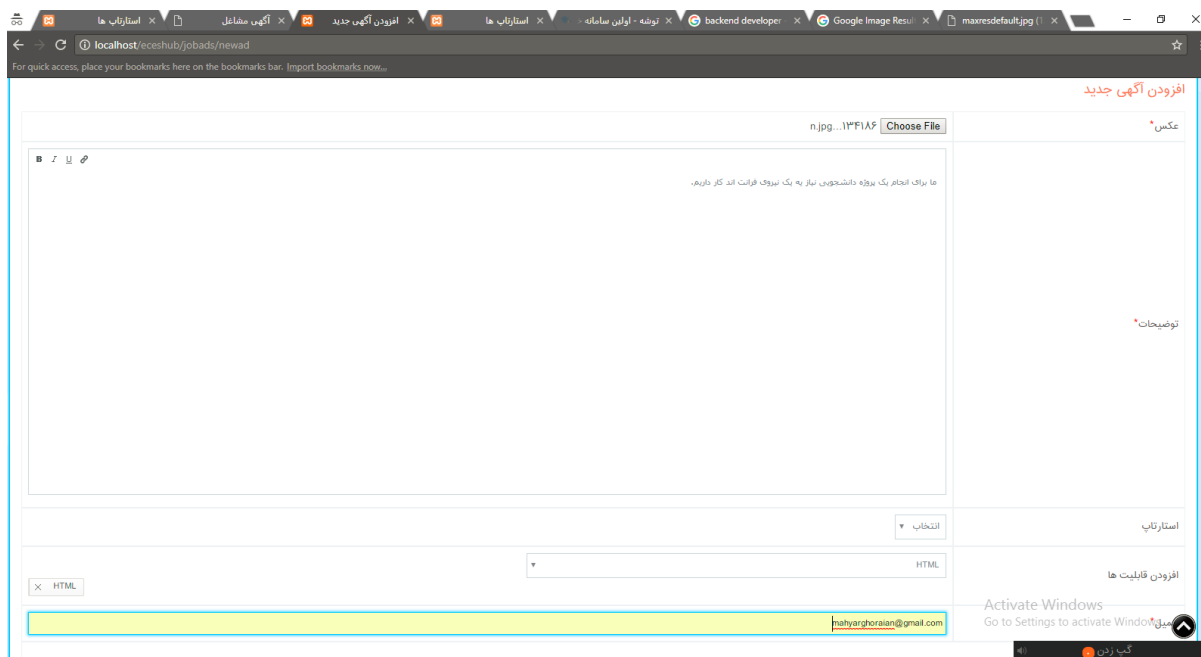 استارتاپ ها
آگهی مشاغل
افزودن آگهی جدید
استارتاپ ها
توشه - اولین سامانه
backend developer -
Google Image Resul
maxresdefault.jpg (1
localhost/eceshub/jobads/newad
For quick access, place your bookmarks here on the bookmarks bar. Import bookmarks now...
افزودن آگهی جدید
عکس*
Choose File ۱۳۴۱۸۶...n.jpg
B I U
ما برای انجام یک پروژه دانشجویی نیاز به یک نیروی فرانت اند کار داریم.
توضیحات*
استارتاپ
انتخاب
افزودن قابلیت ها
HTML
HTML
mahyarghoraian@gmail.com
Activate Windows
Go to Settings to activate Windows.
گپ زدن